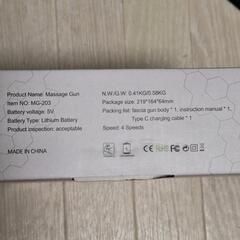 Product Name: Massage Gun
Item NO.: MG-203
Battery voltage: 5V
Battery Type: Lithium Battery
Product inspection: acceptable
MADE IN CHINA
N.W./G.W: 0.41KG/0.58KG
Package size: 219*164*64mm
Packing list: fascia gun body * 1, instruction manual * 1,
Type C charging cable * 1
Speed: 4 Speeds